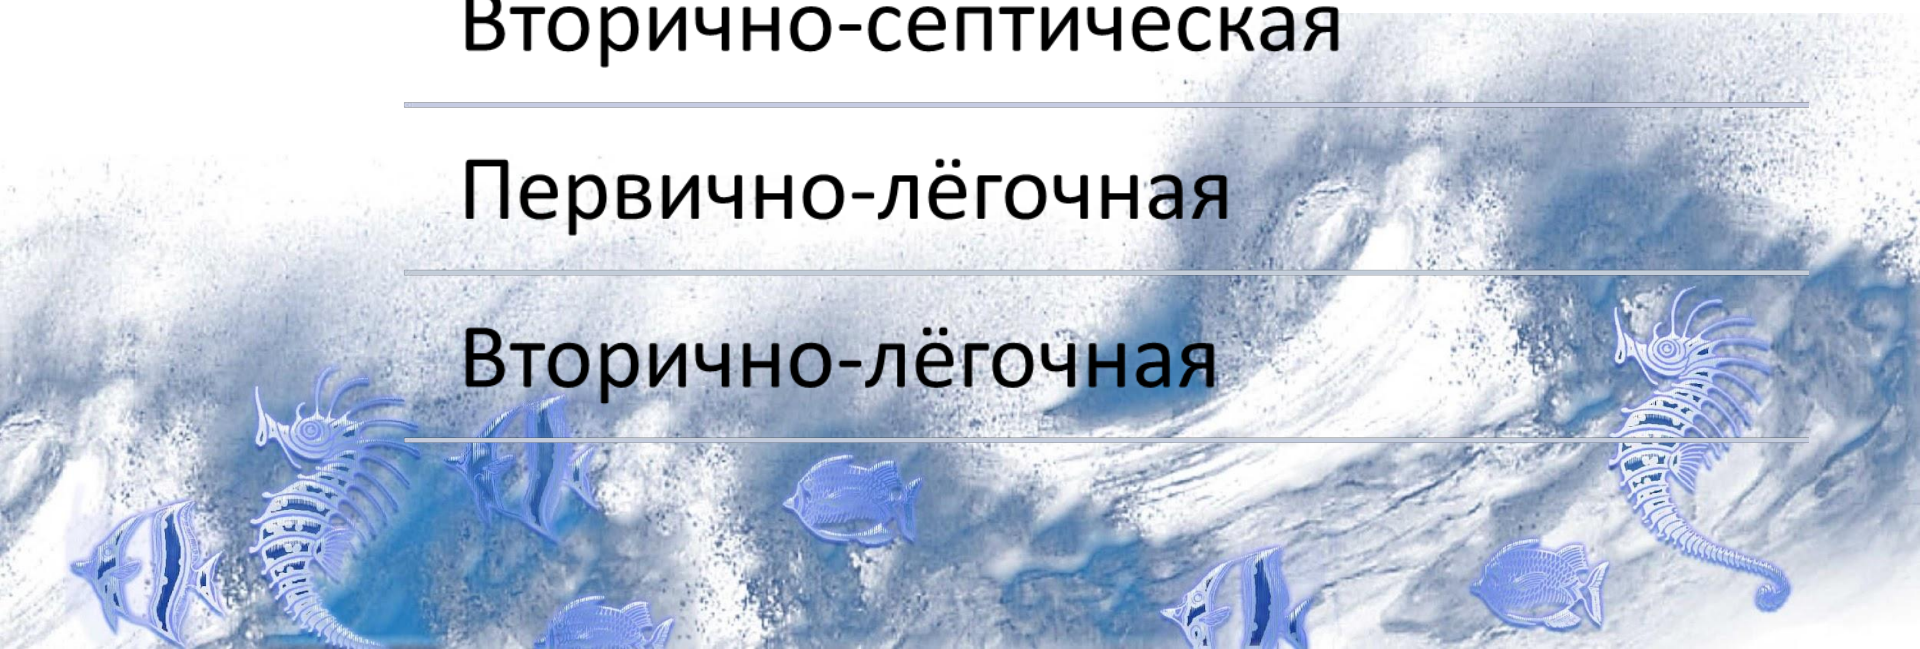 Вторично-септическая
Первично-лёгочная
Вторично-лёгочная